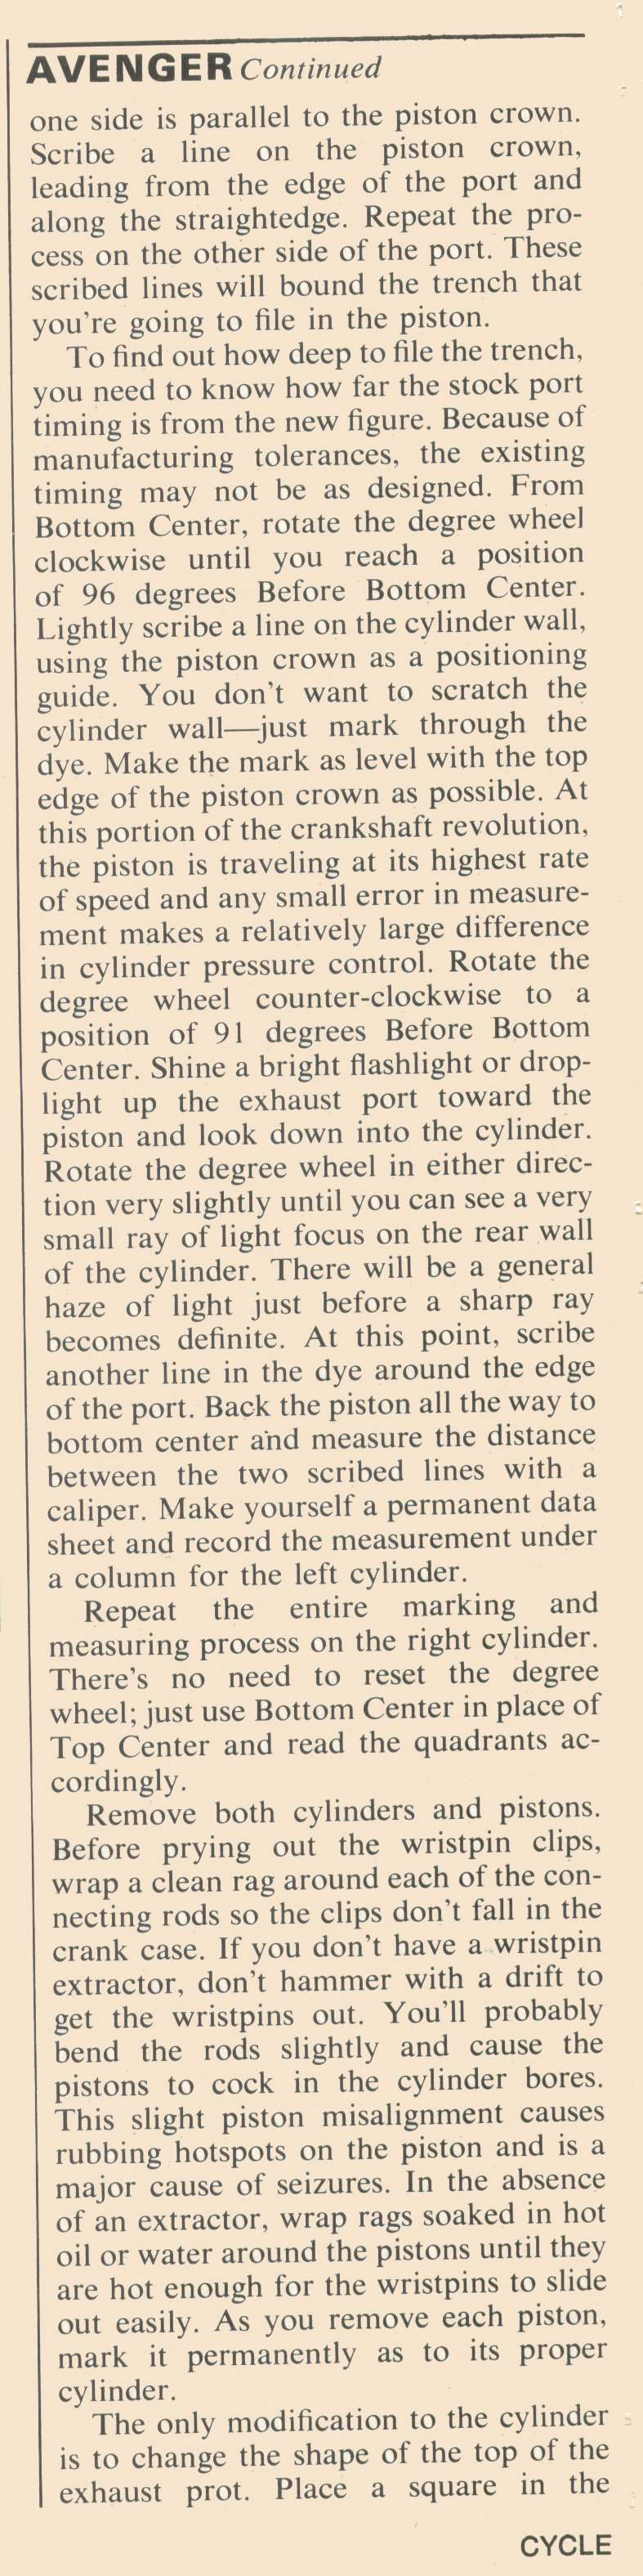 AVENGER Continued
one side is parallel to the piston crown.
Scribe a line on the piston crown,
leading from the edge of the port and
along the straightedge. Repeat the pro-
cess on the other side of the port. These
scribed lines will bound the trench that
you're going to file in the piston.
To find out how deep to file the trench,
you need to know how far the stock port
timing is from the new figure. Because of
manufacturing tolerances, the existing
timing may not be as designed. From
Bottom Center, rotate the degree wheel
clockwise until you reach a position
of 96 degrees Before Bottom Center.
Lightly scribe a line on the cylinder wall,
using the piston crown as a positioning
guide. You don't want to scratch the
cylinder wall—just mark through the
dye. Make the mark as level with the top
edge of the piston crown as possible. At
this portion of the crankshaft revolution,
the piston is traveling at its highest rate
of speed and any small error in measure-
ment makes a relatively large difference
in cylinder pressure control. Rotate the
degree wheel counter-clockwise to a
position of 91 degrees Before Bottom
Center. Shine a bright flashlight or drop-
light up the exhaust port toward the
piston and look down into the cylinder.
Rotate the degree wheel in either direc-
tion very slightly until you can see a very
small ray of light focus on the rear wall
of the cylinder. There will be a general
haze of light just before a sharp ray
becomes definite. At this point, scribe
another line in the dye around the edge
of the port. Back the piston all the way to
bottom center and measure the distance
between the two scribed lines with a
caliper. Make yourself a permanent data
sheet and record the measurement under
a column for the left cylinder.
Repeat the entire marking and
measuring process on the right cylinder.
There's no need to reset the degree
wheel; just use Bottom Center in place of
Top Center and read the quadrants ac-
cordingly.
Remove both cylinders and pistons.
Before prying out the wristpin clips,
wrap a clean rag around each of the con-
necting rods so the clips don't fall in the
crank case. If you don't have a wristpin
extractor, don't hammer with a drift to
get the wristpins out. You'll probably
bend the rods slightly and cause the
pistons to cock in the cylinder bores.
This slight piston misalignment causes
rubbing hotspots on the piston and is a
major cause of seizures. In the absence
of an extractor, wrap rags soaked in hot
oil or water around the pistons until they
are hot enough for the wristpins to slide
out easily. As you remove each piston,
mark it permanently as to its proper
cylinder.
The only modification to the cylinder
is to change the shape of the top of the
exhaust prot. Place a square in the
CYCLE